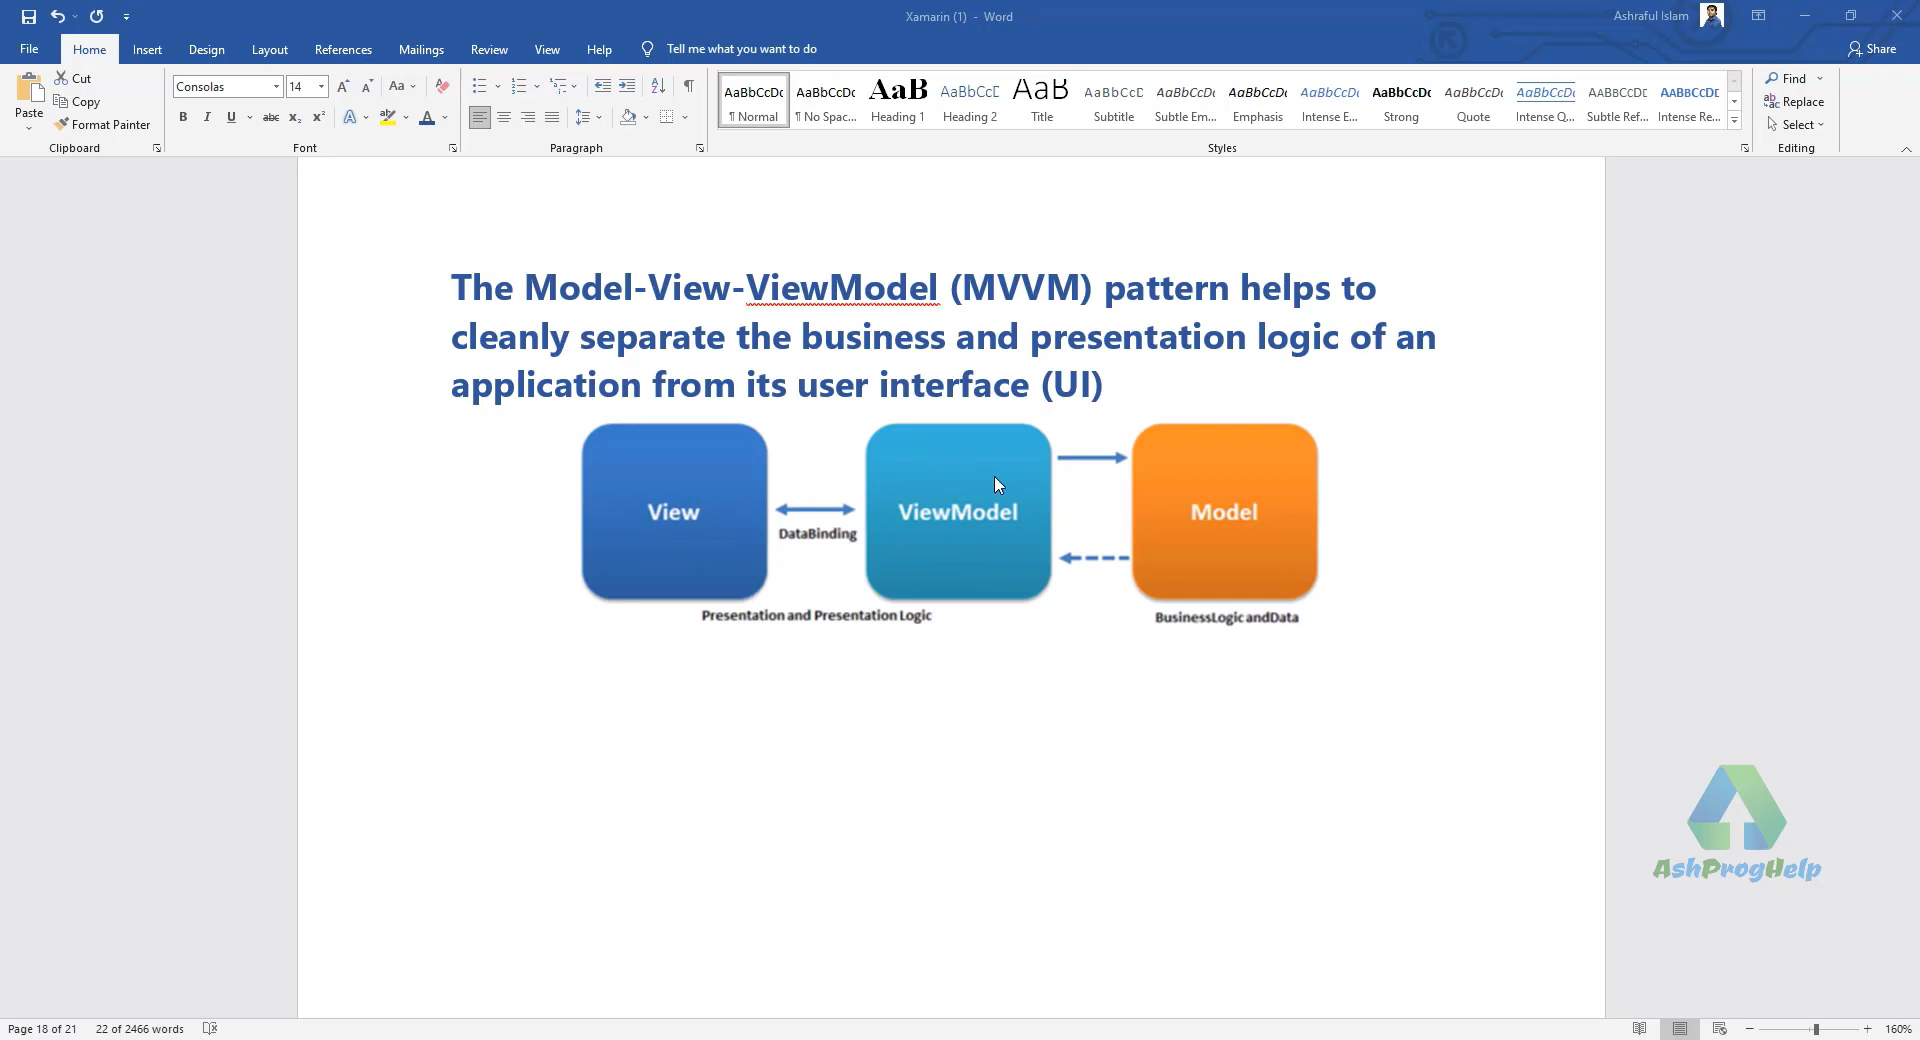 Xamarin (1) - Word
Ashraful Islam
File Home Insert Design Layout References Mailings Review View Help Tell me what you want to do
Share
Paste
Cut
Copy
Format Painter
Clipboard
Consolas 14
Aa
B I U abc x₂ x²
A A
Font
Paragraph
AaBbCcDc AaBbCcDc AaB AaBbCcC AaB AaBbCcD AaBbCcDc AaBbCcDc AaBbCcDc AaBbCcDc AaBbCcDc AaBbCcDc AABBCCDE AABBCCDE
¶ Normal ¶ No Spac... Heading 1 Heading 2 Title Subtitle Subtle Em... Emphasis Intense E... Strong Quote Intense Q... Subtle Ref... Intense Re...
Styles
Find
Replace
Select
Editing
The Model-View-ViewModel (MVVM) pattern helps to
cleanly separate the business and presentation logic of an
application from its user interface (UI)
View
DataBinding
ViewModel
Model
Presentation and Presentation Logic
BusinessLogic andData
AshProgHelp
Page 18 of 21 22 of 2466 words
160%